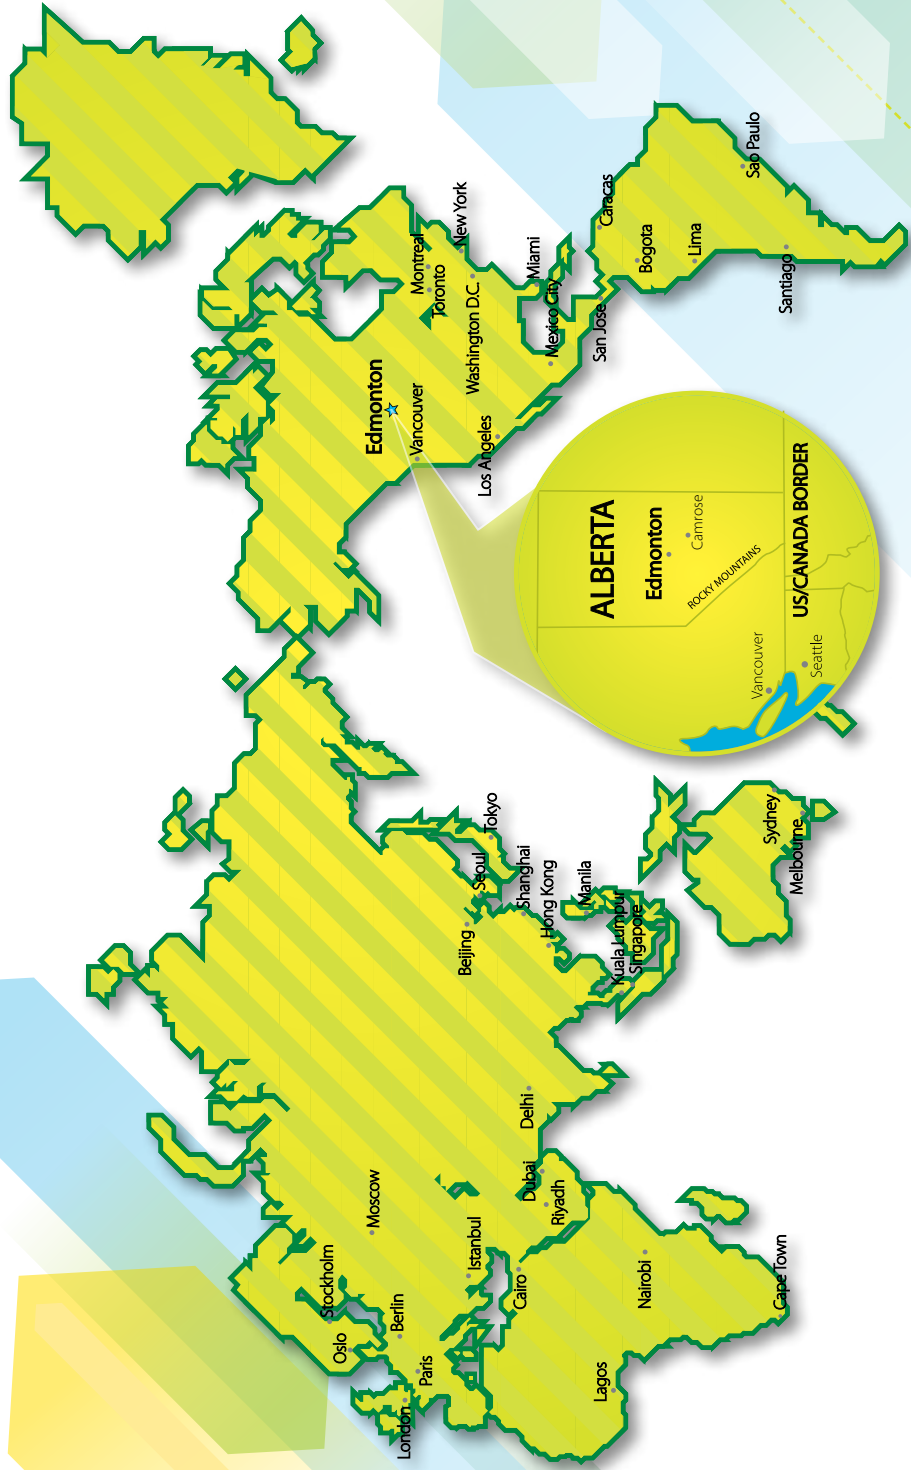 Oslo
Stockholm
London
Paris
Berlin
Moscow
Istanbul
Cairo
Dubai
Riyadh
Delhi
Lagos
Nairobi
Cape Town
Beijing
Seoul
Tokyo
Shanghai
Hong Kong
Manila
Kuala Lumpur
Singapore
Sydney
Melbourne
Edmonton
Vancouver
Montreal
Toronto
New York
Washington D.C.
Los Angeles
Miami
Mexico City
San Jose
Caracas
Bogota
Lima
Sao Paulo
Santiago
ALBERTA
Edmonton
Camrose
ROCKY MOUNTAINS
Vancouver
US/CANADA BORDER
Seattle